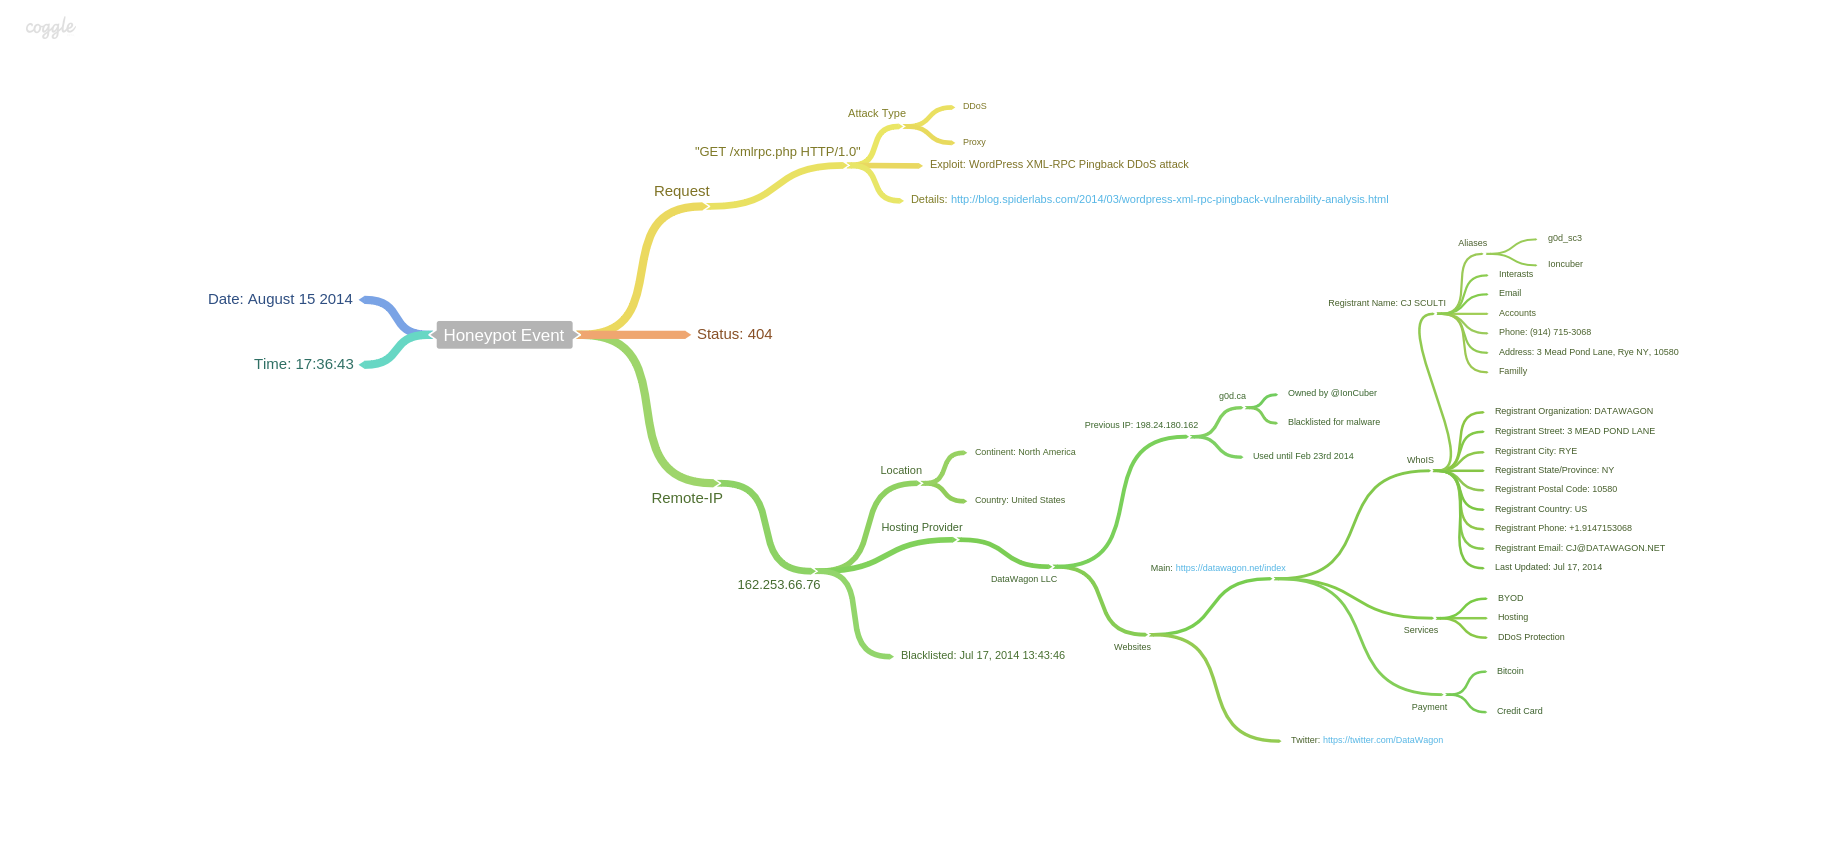 coggle
Honeypot Event
Date: August 15 2014
Time: 17:36:43
Request
"GET /xmlrpc.php HTTP/1.0"
Attack Type
DDoS
Proxy
Exploit: WordPress XML-RPC Pingback DDoS attack
Details: http://blog.spiderlabs.com/2014/03/wordpress-xml-rpc-pingback-vulnerability-analysis.html
Status: 404
Remote-IP
162.253.66.76
Location
Continent: North America
Country: United States
Hosting Provider
DataWagon LLC
Previous IP: 198.24.180.162
g0d.ca
Owned by @IonCuber
Blacklisted for malware
Used until Feb 23rd 2014
Websites
Main: https://datawagon.net/index
WhoIS
Registrant Name: CJ SCULTI
Aliases
g0d_sc3
Ioncuber
Interasts
Email
Accounts
Phone: (914) 715-3068
Address: 3 Mead Pond Lane, Rye NY, 10580
Familly
Registrant Organization: DATAWAGON
Registrant Street: 3 MEAD POND LANE
Registrant City: RYE
Registrant State/Province: NY
Registrant Postal Code: 10580
Registrant Country: US
Registrant Phone: +1.9147153068
Registrant Email: CJ@DATAWAGON.NET
Last Updated: Jul 17, 2014
Services
BYOD
Hosting
DDoS Protection
Payment
Bitcoin
Credit Card
Twitter: https://twitter.com/DataWagon
Blacklisted: Jul 17, 2014 13:43:46